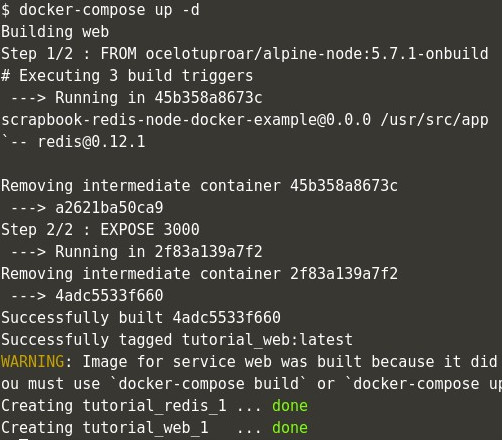 $ docker-compose up -d
Building web
Step 1/2 : FROM ocelotuproar/alpine-node:5.7.1-onbuild
# Executing 3 build triggers
 ---> Running in 45b358a8673c
scrapbook-redis-node-docker-example@0.0.0 /usr/src/app
`-- redis@0.12.1

Removing intermediate container 45b358a8673c
 ---> a2621ba50ca9
Step 2/2 : EXPOSE 3000
 ---> Running in 2f83a139a7f2
Removing intermediate container 2f83a139a7f2
 ---> 4adc5533f660
Successfully built 4adc5533f660
Successfully tagged tutorial_web:latest
WARNING: Image for service web was built because it did
ou must use `docker-compose build` or `docker-compose up
Creating tutorial_redis_1 ... done
Creating tutorial_web_1   ... done